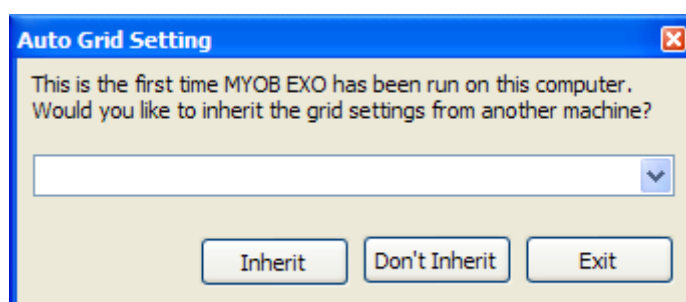 Auto Grid Setting
This is the first time MYOB EXO has been run on this computer.
Would you like to inherit the grid settings from another machine?
Inherit Don't Inherit Exit